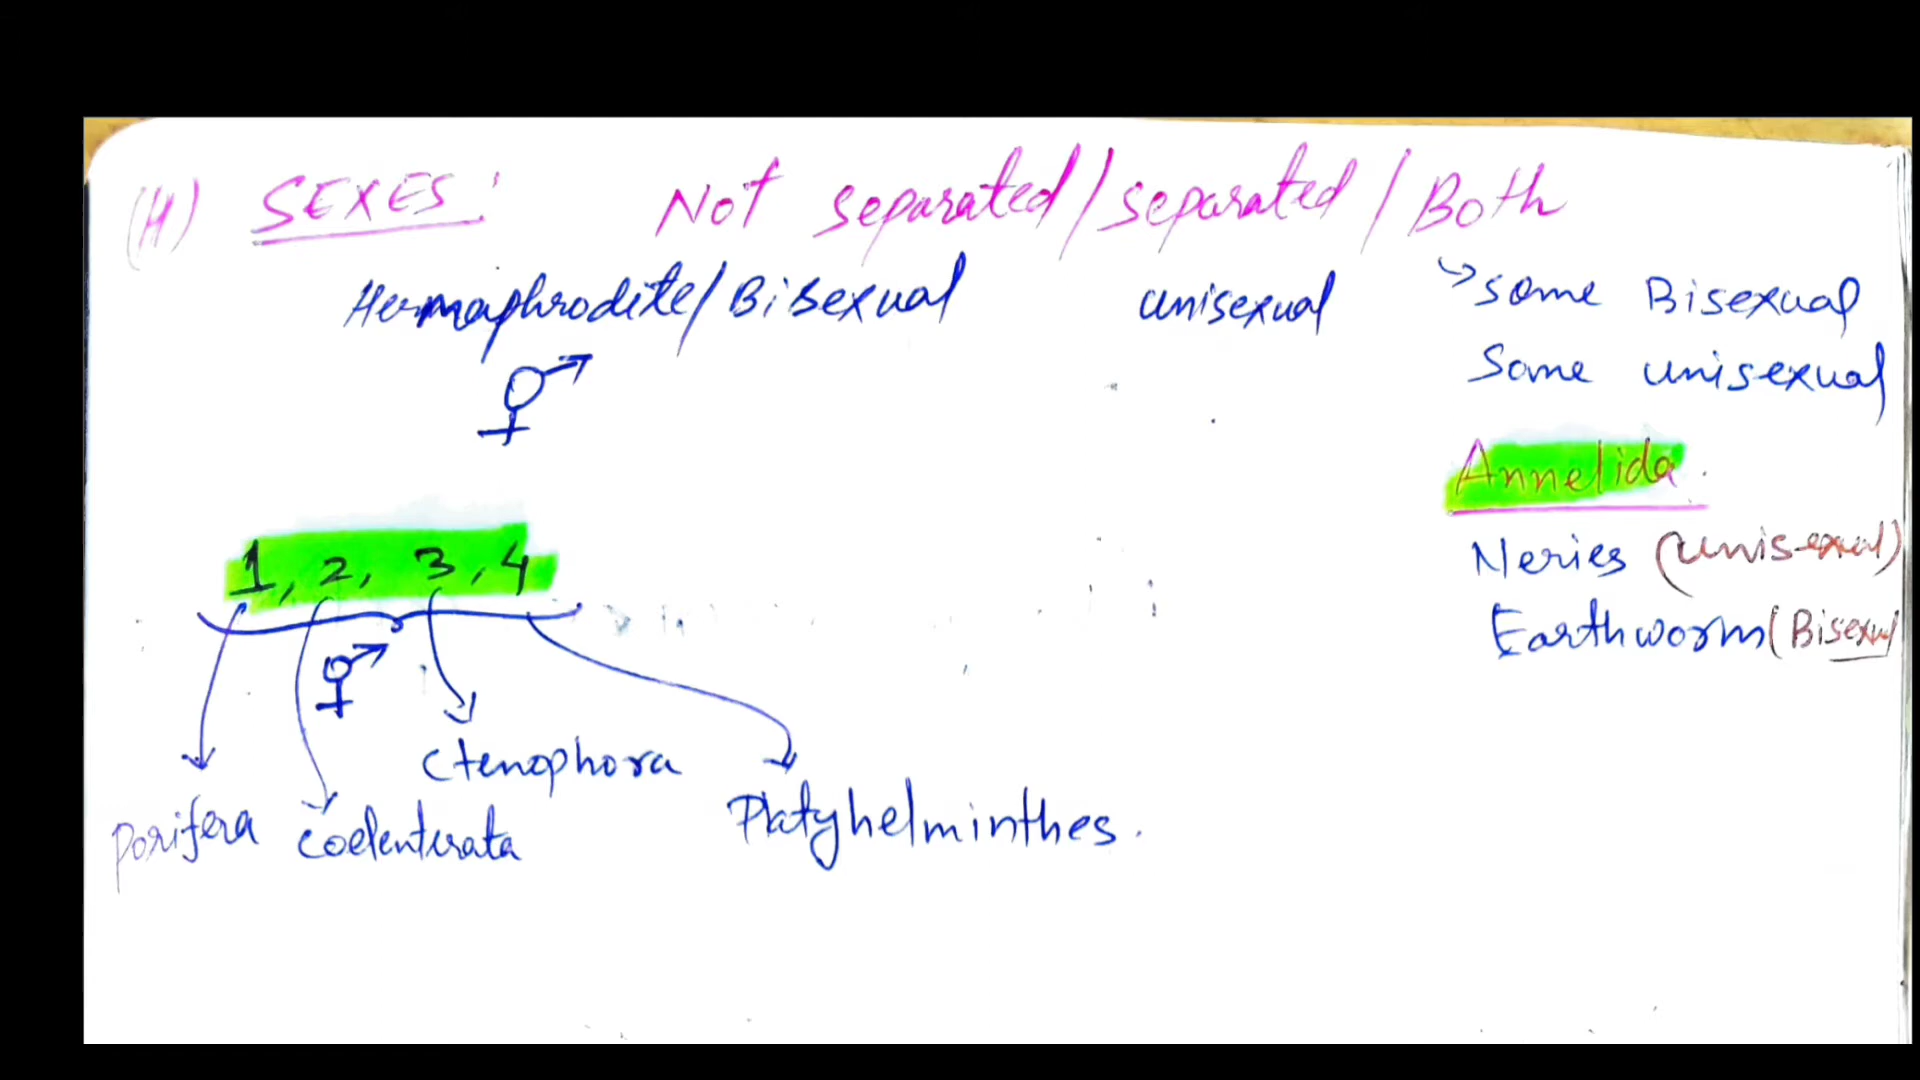 (H) SEXES: Not separated/separated/Both
Hermaphrodite/Bisexual unisexual some Bisexual
Some unisexual
Annelida.
1, 2, 3, 4
Neries (unisexual)
Earthworm (Bisexual
Ctenophora
Porifera Coelenterata Platyhelminthes.